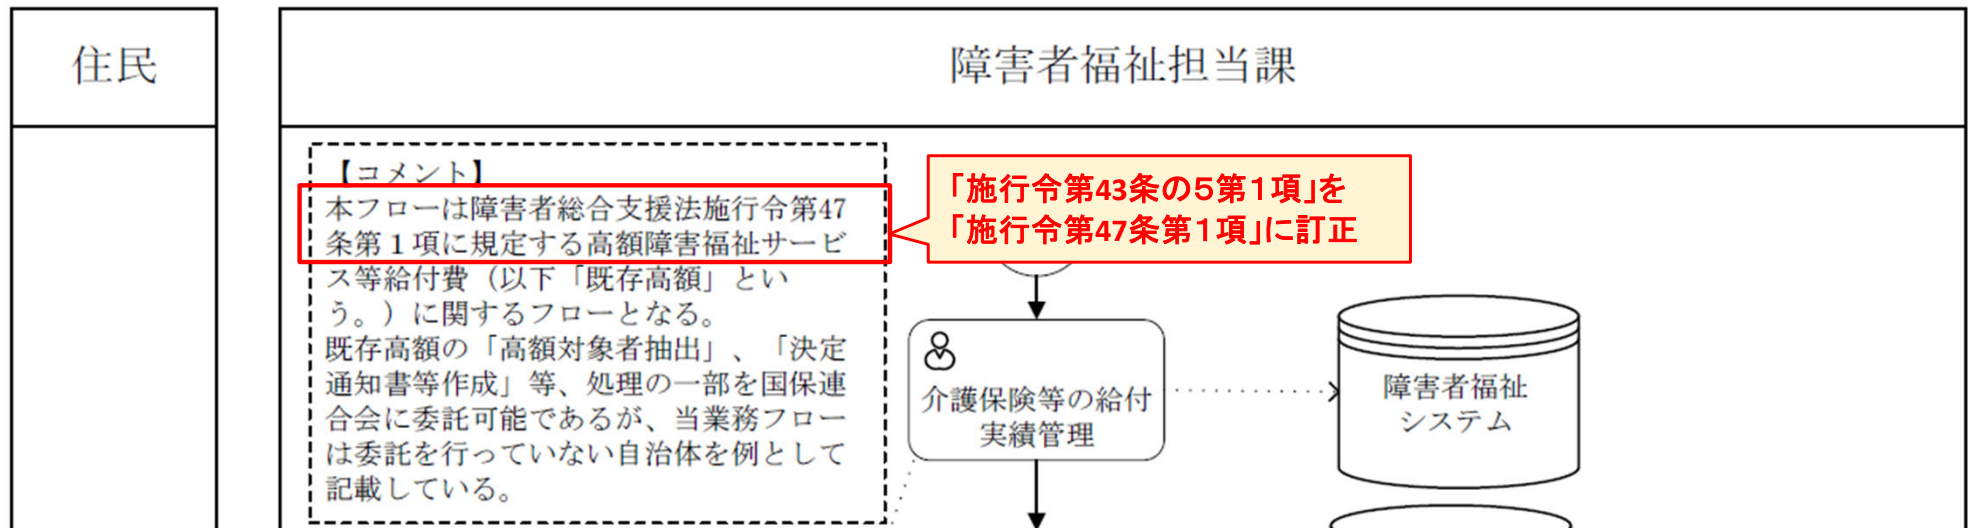 住民
障害者福祉担当課
【コメント】
本フローは障害者総合支援法施行令第47
条第１項に規定する高額障害福祉サービ
ス等給付費（以下「既存高額」とい
う。）に関するフローとなる。
既存高額の「高額対象者抽出」、「決定
通知書等作成」等、処理の一部を国保連
合会に委託可能であるが、当業務フロー
は委託を行っていない自治体を例として
記載している。
「施行令第43条の５第１項」を
「施行令第47条第１項」に訂正
介護保険等の給付
実績管理
障害者福祉
システム